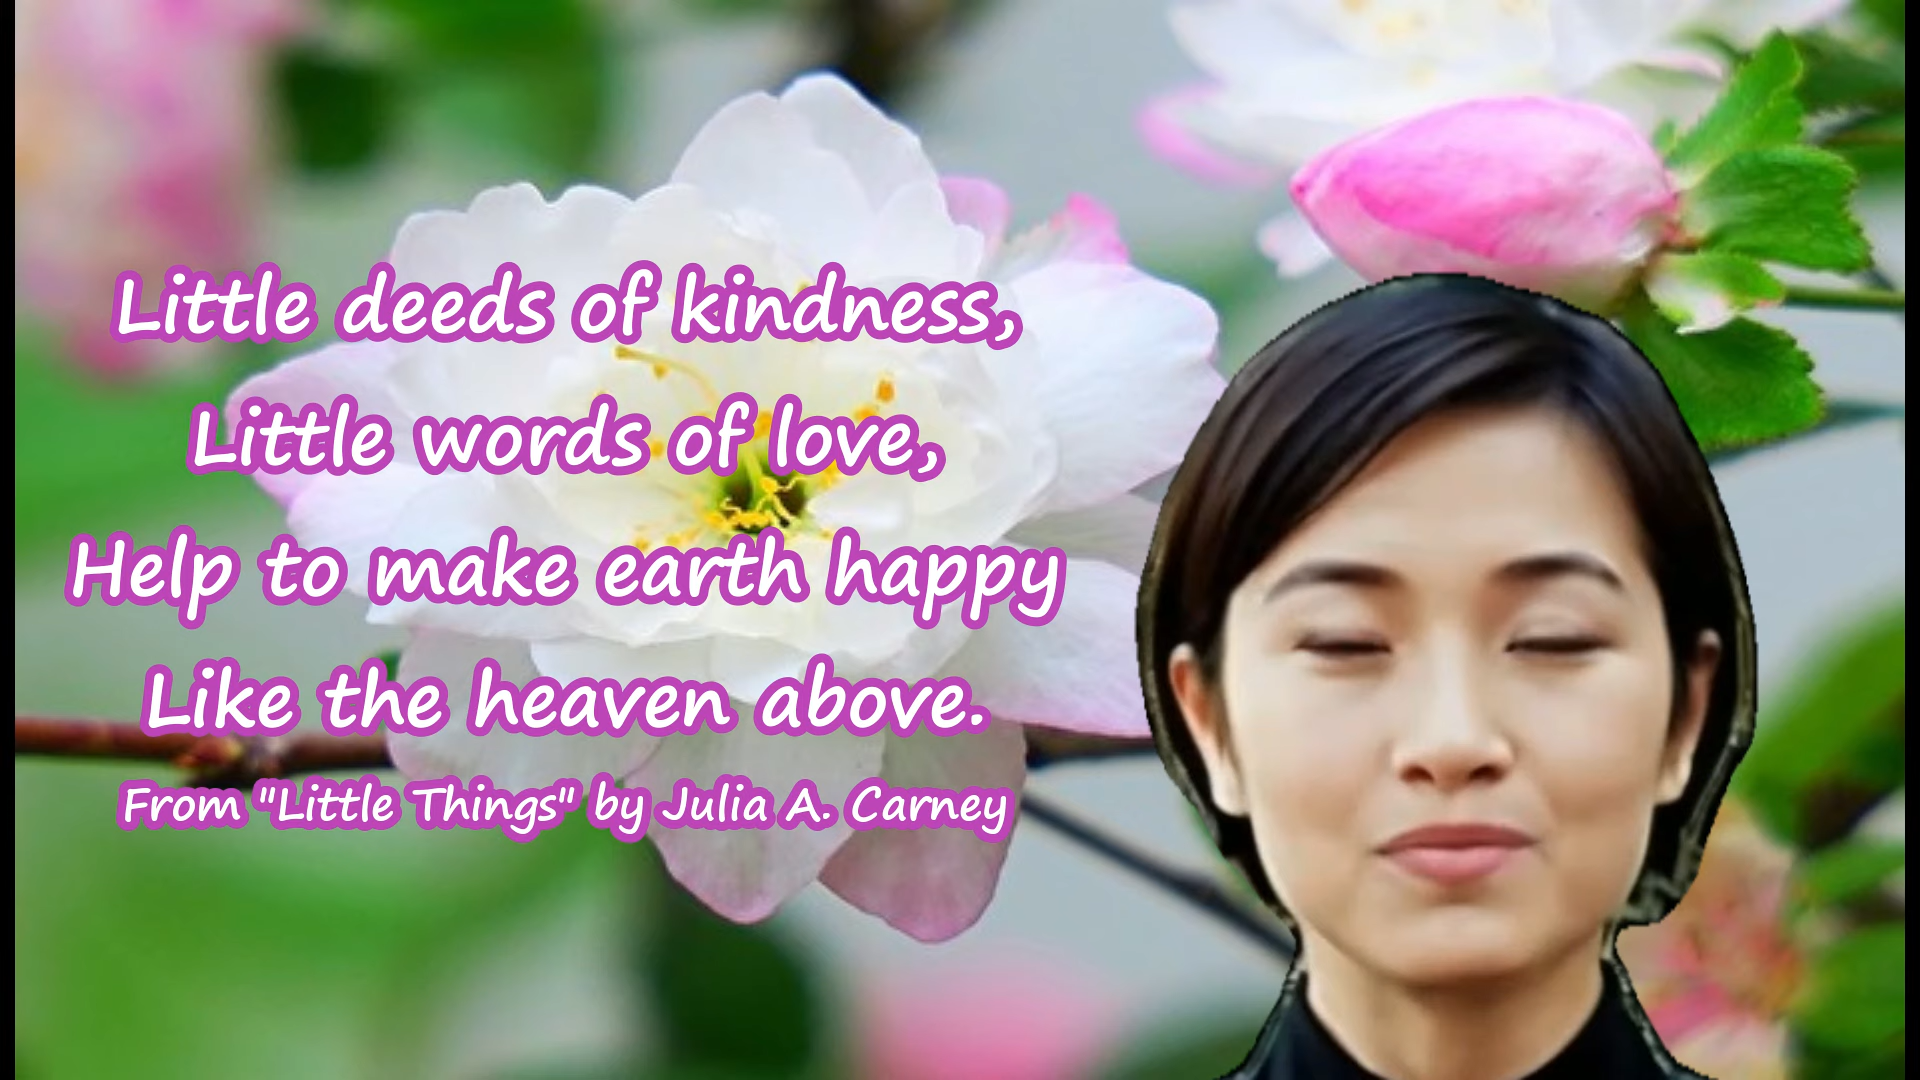 Little deeds of kindness,
Little words of love,
Help to make earth happy
Like the heaven above.
From "Little Things" by Julia A. Carney